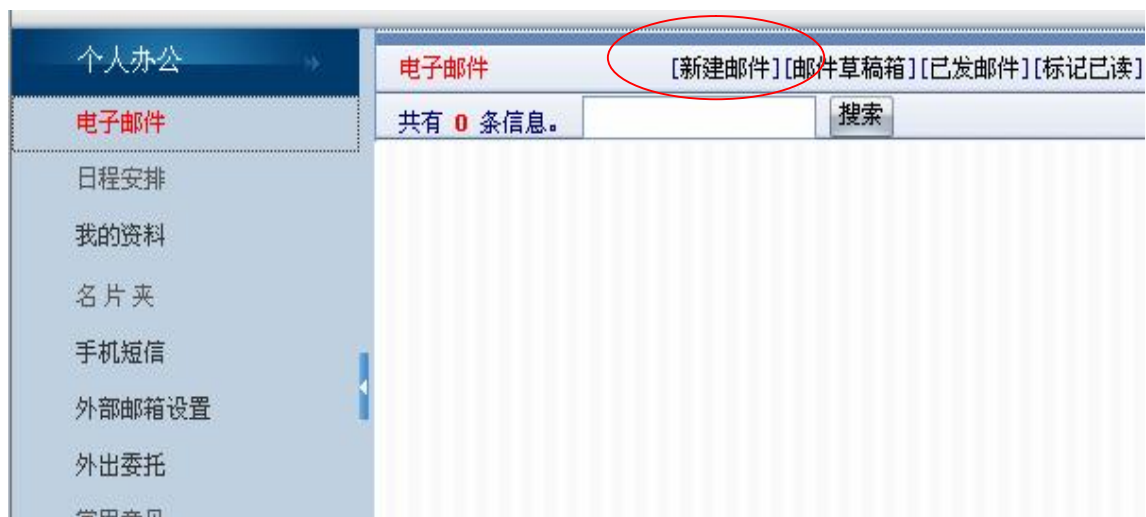 个人办公
电子邮件
日程安排
我的资料
名 片 夹
手机短信
外部邮箱设置
外出委托
电子邮件 [新建邮件][邮件草稿箱][已发邮件][标记已读]
共有 0 条信息。 搜索